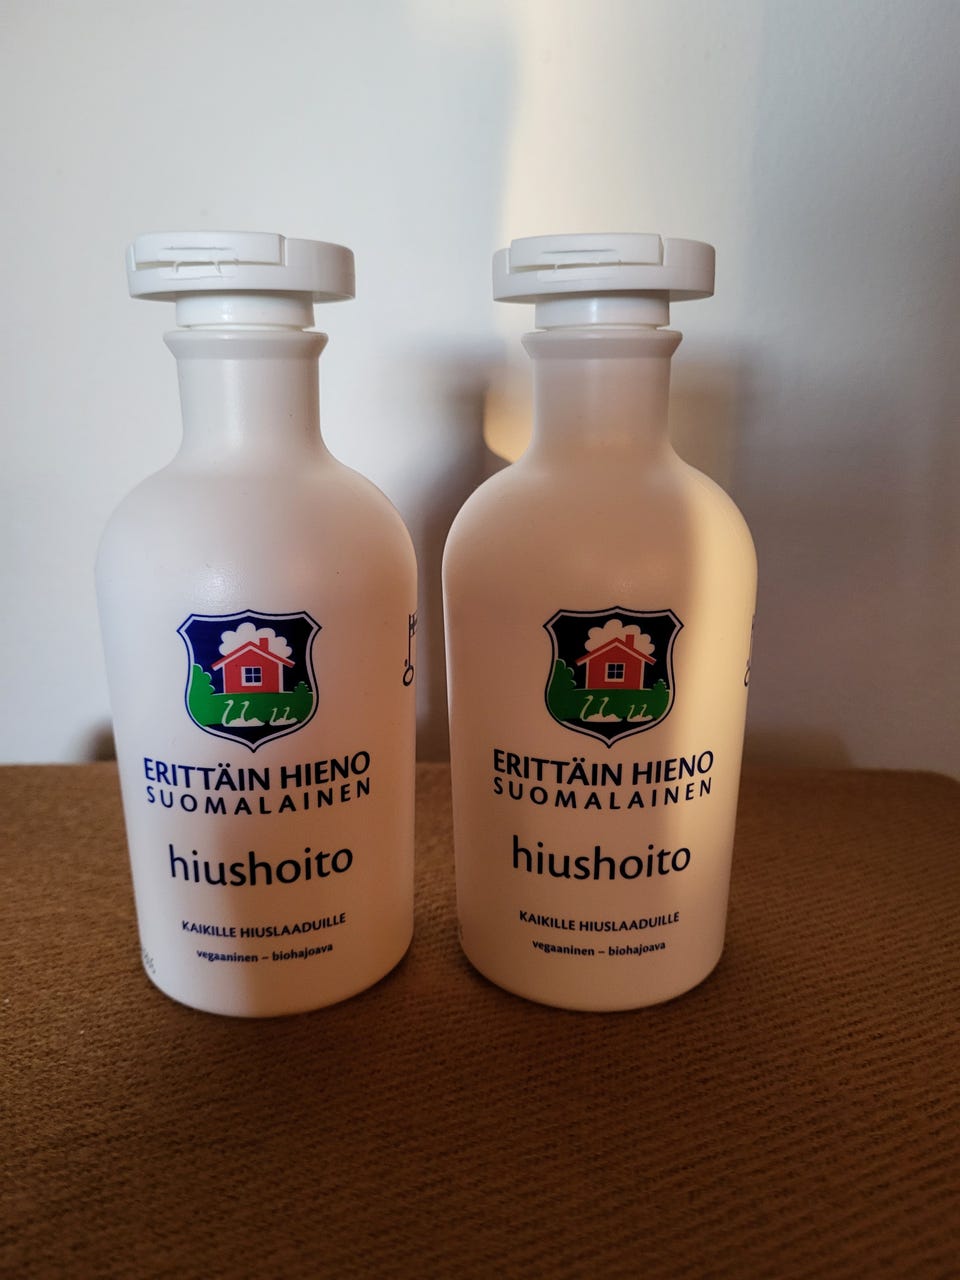 ERITTÄIN HIENO
SUOMALAINEN
hiushoito
KAIKILLE HIUSLAADUILLE
vegaaninen – biohajoava
ERITTÄIN HIENO
SUOMALAINEN
hiushoito
KAIKILLE HIUSLAADUILLE
vegaaninen – biohajoava